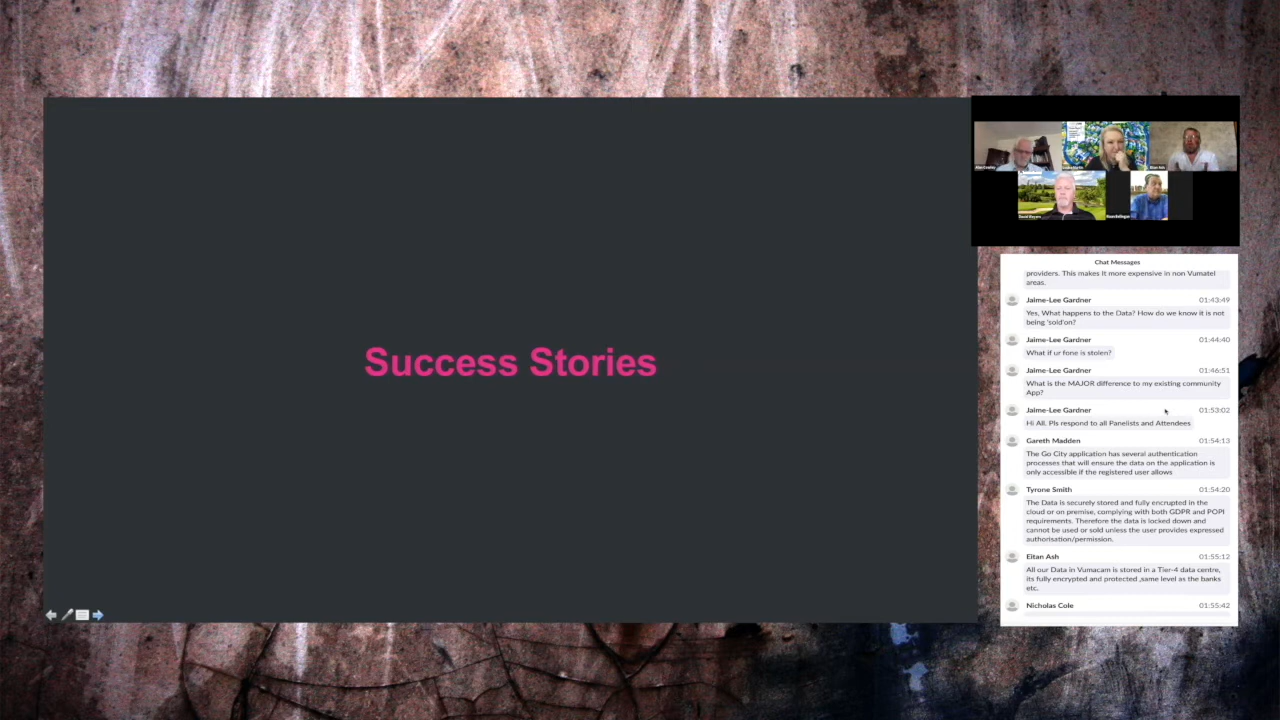 Success Stories
Alan Cowley
Eitan Ash
Chat Messages
providers. This makes it more expensive in non Vumatel
areas.
Jaime-Lee Gardner 01:43:49
Yes, What happens to the Data? How do we know it is not
being 'sold'on?
Jaime-Lee Gardner 01:44:40
What if ur fone is stolen?
Jaime-Lee Gardner 01:46:51
What is the MAJOR difference to my existing community
App?
Jaime-Lee Gardner 01:53:02
Hi All. Pls respond to all Panelists and Attendees
Gareth Madden 01:54:13
The Go City application has several authentication
processes that will ensure the data on the application is
only accessible if the registered user allows
Tyrone Smith 01:54:20
The Data is securely stored and fully encrypted in the
cloud or on premise, complying with both GDPR and POPI
requirements. Therefore the data is locked down and
cannot be used or sold unless the user provides expressed
authorisation/permission.
Eitan Ash 01:55:12
All our Data in Vumacam is stored in a Tier-4 data centre,
its fully encrypted and protected ,same level as the banks
etc.
Nicholas Cole 01:55:42